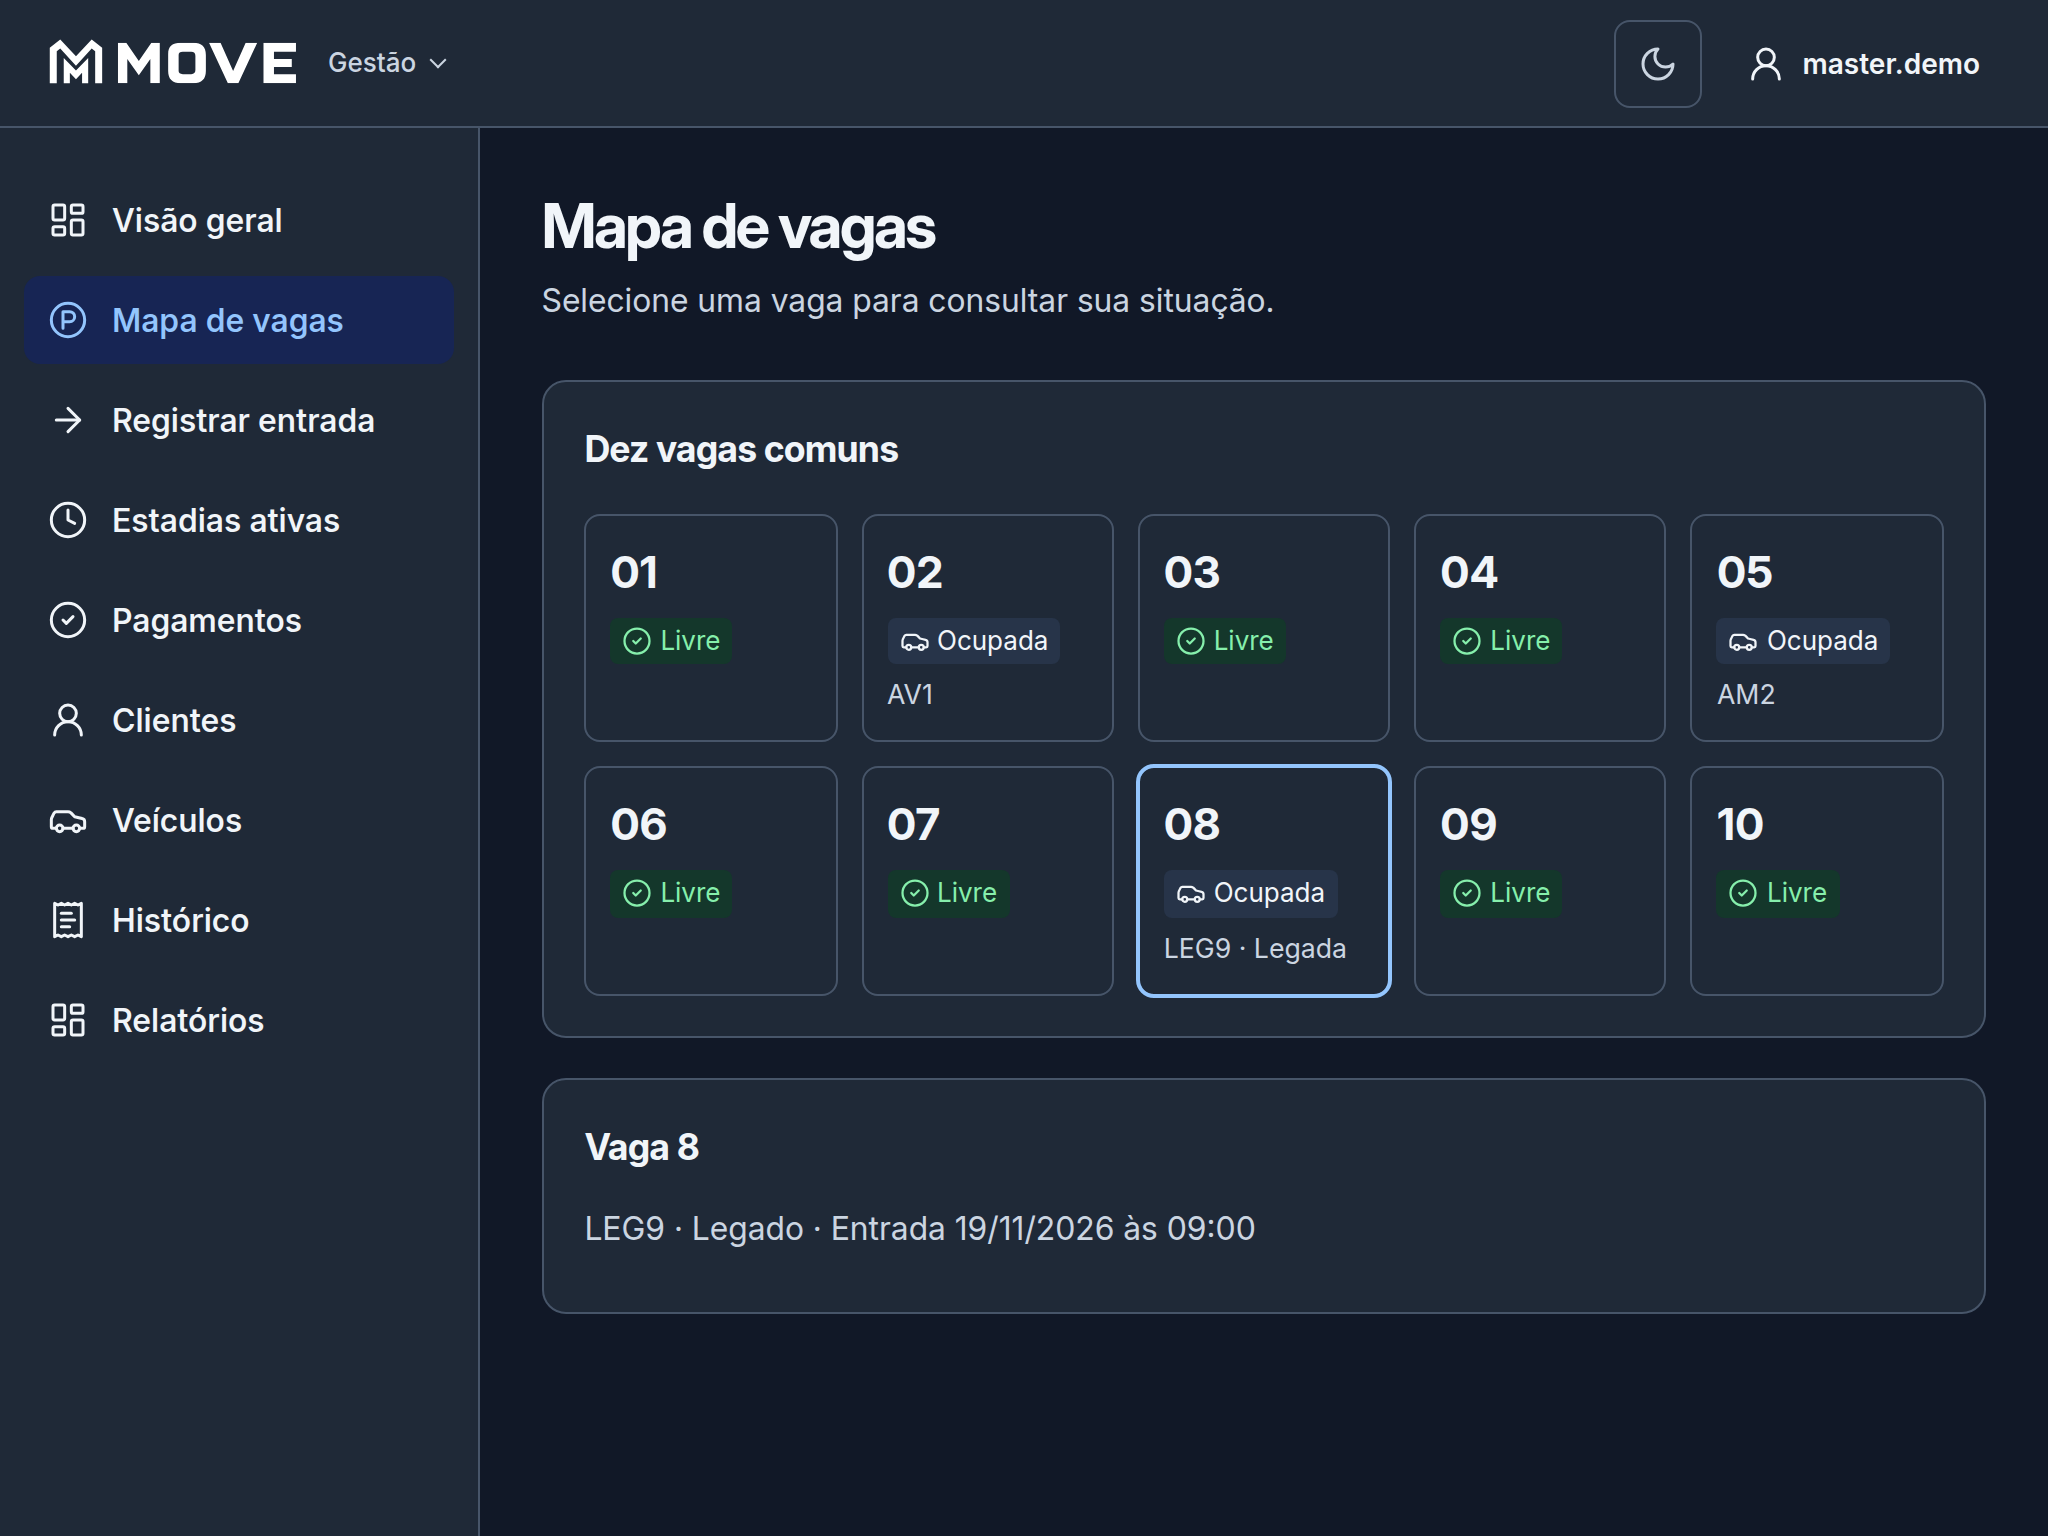 MOVE Gestão master.demo
Visão geral
Mapa de vagas
Registrar entrada
Estadias ativas
Pagamentos
Clientes
Veículos
Histórico
Relatórios
Mapa de vagas
Selecione uma vaga para consultar sua situação.
Dez vagas comuns
01
Livre
02
Ocupada
AV1
03
Livre
04
Livre
05
Ocupada
AM2
06
Livre
07
Livre
08
Ocupada
LEG9 · Legada
09
Livre
10
Livre
Vaga 8
LEG9 · Legado · Entrada 19/11/2026 às 09:00